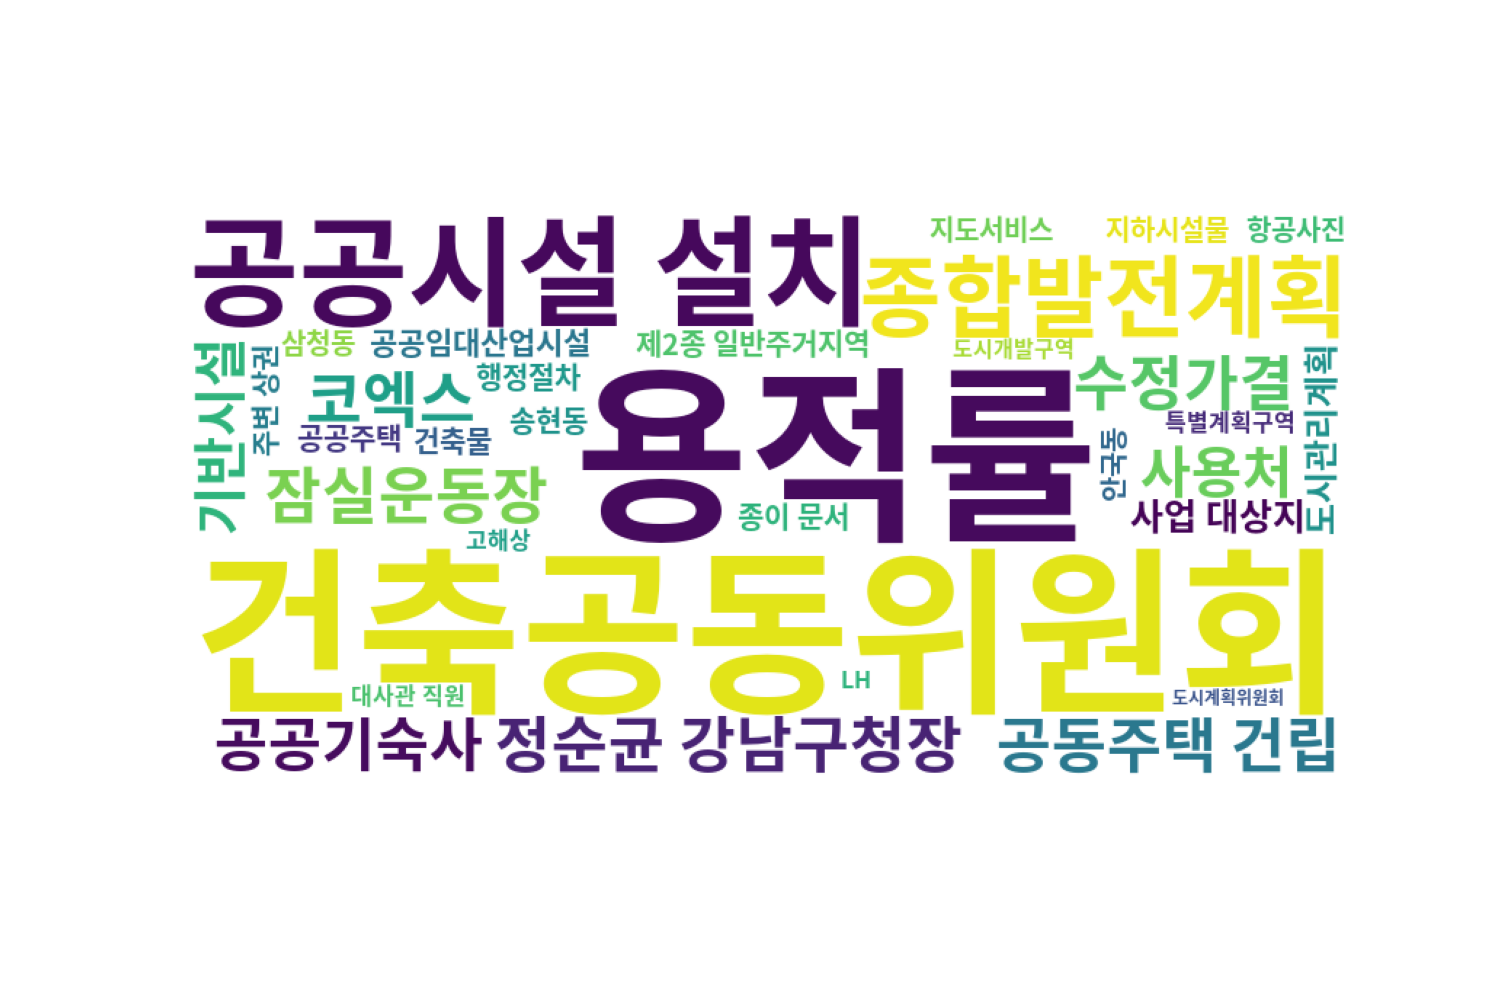 공공시설 설치
지도서비스
지하시설물
항공사진
종합발전계획
삼청동
공공임대산업시설
제2종 일반주거지역
도시개발구역
기반시설
주변 상권
코엑스
행정절차
용적률
수정가결
도시관리계획
공공주택
건축물
송현동
특별계획구역
안국동
잠실운동장
사용처
종이 문서
사업 대상지
고해상
건축공동위원회
대사관 직원
LH
도시계획위원회
공공기숙사
정순균 강남구청장
공동주택 건립